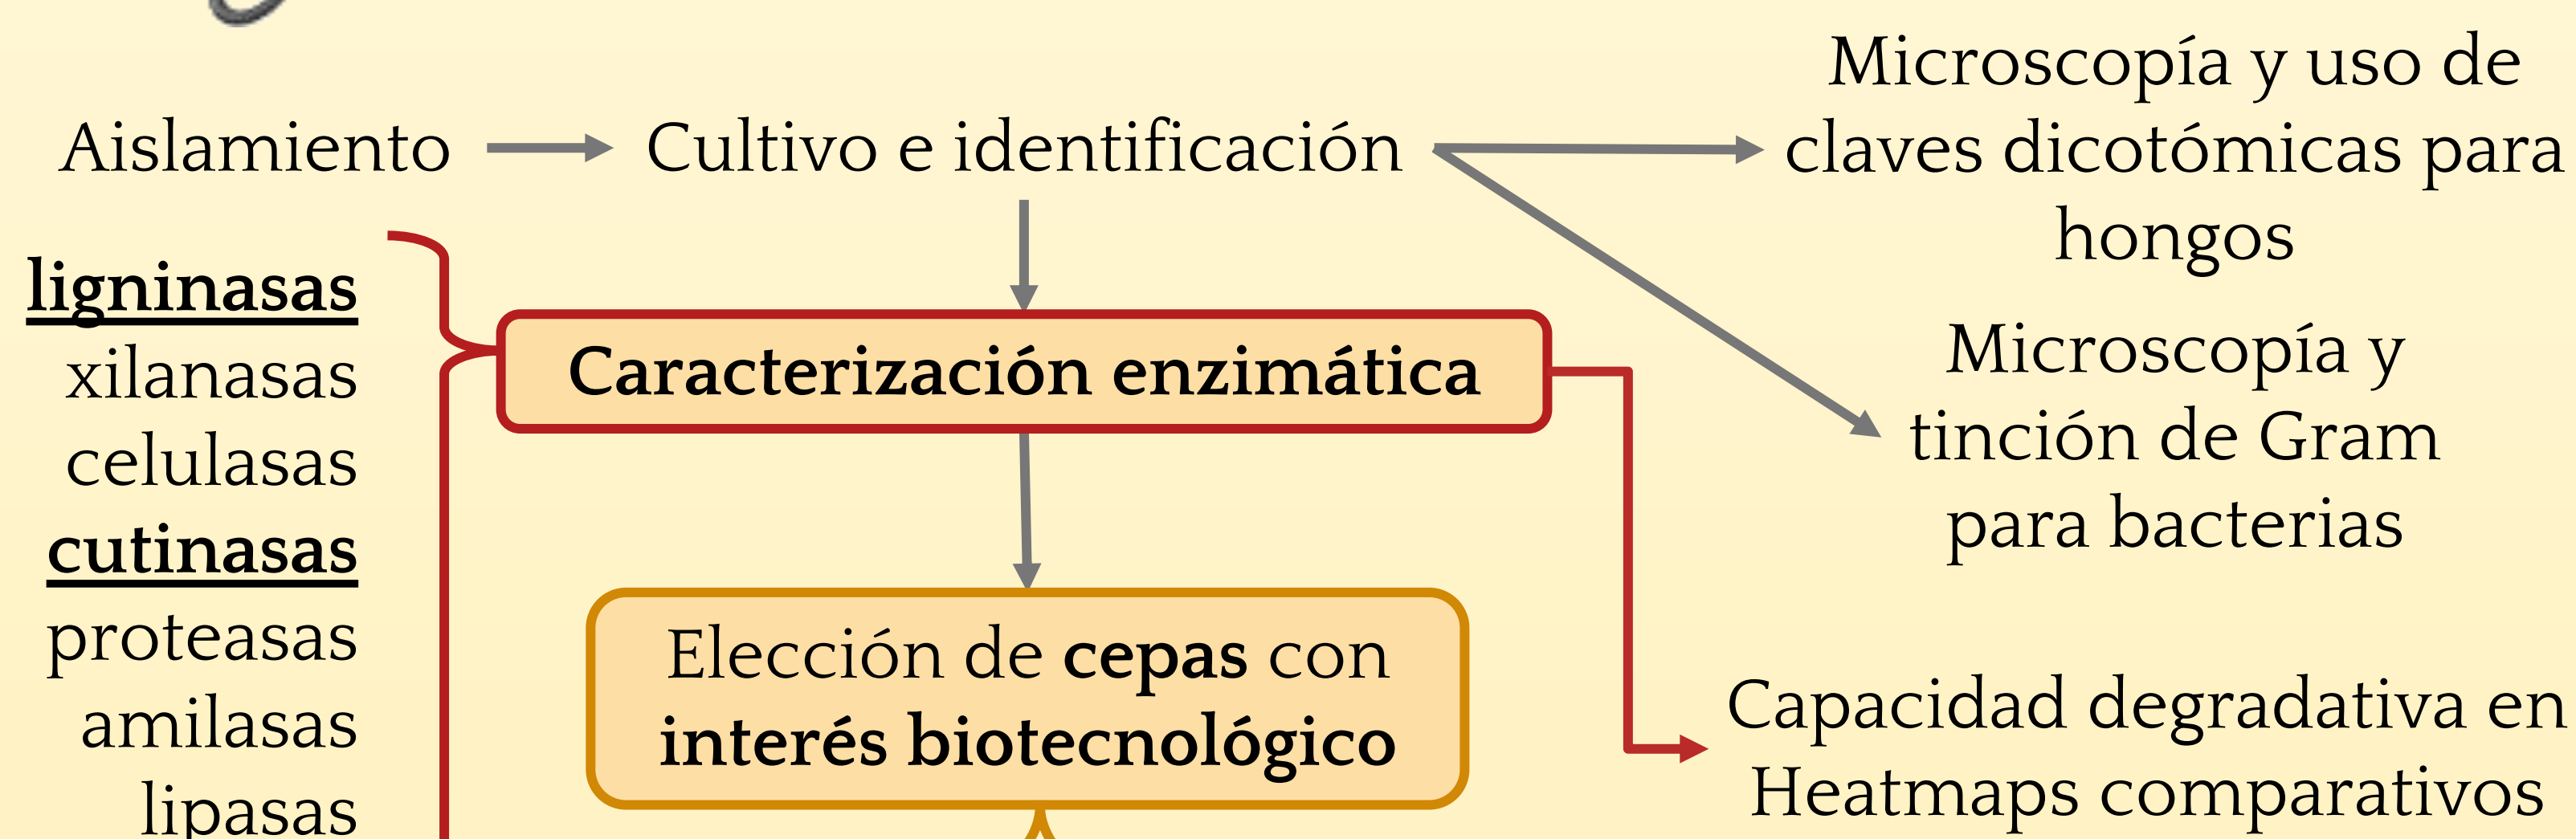 Aislamiento
Cultivo e identificación
Microscopía y uso de
claves dicotómicas para
hongos
Microscopía y
tinción de Gram
para bacterias
ligninasas
xilanasas
celulasas
cutinasas
proteasas
amilasas
lipasas
Caracterización enzimática
Elección de cepas con
interés biotecnológico
Capacidad degradativa en
Heatmaps comparativos